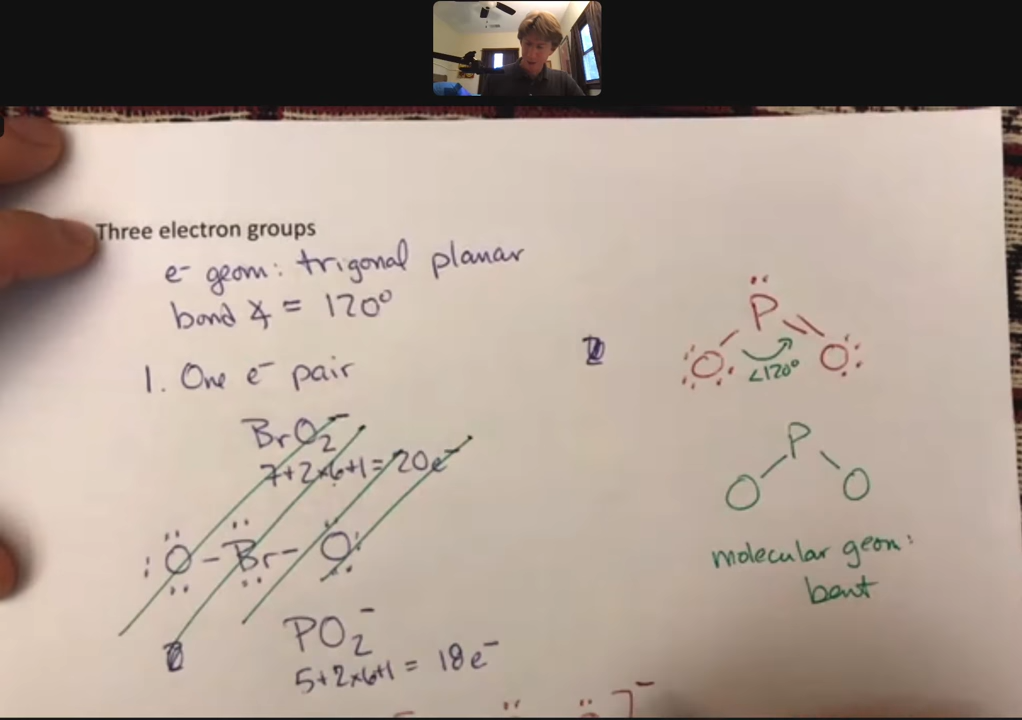 Three electron groups
e⁻ geom: trigonal planar
bond ∡ = 120°
1. One e⁻ pair
BrO₂⁻
7+2×6+1=20e⁻
:O-Br-O:
PO₂⁻
5+2×6+1 = 18e⁻
P
O O
<120°
P
O O
molecular geom:
bent